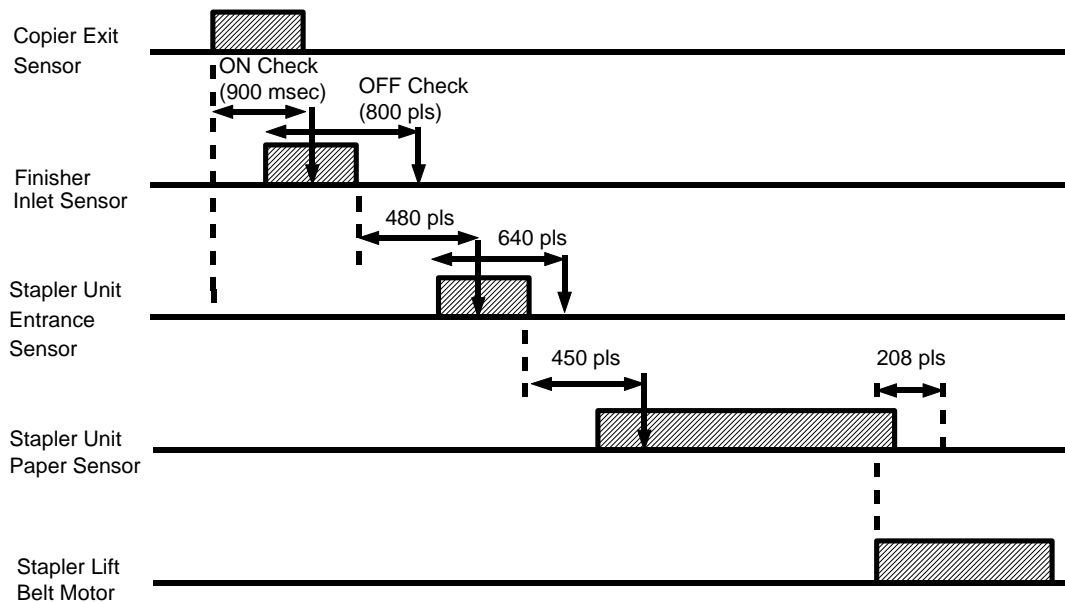 Copier Exit
Sensor
ON Check
(900 msec)
OFF Check
(800 pls)
Finisher
Inlet Sensor
480 pls
640 pls
Stapler Unit
Entrance
Sensor
450 pls
208 pls
Stapler Unit
Paper Sensor
Stapler Lift
Belt Motor